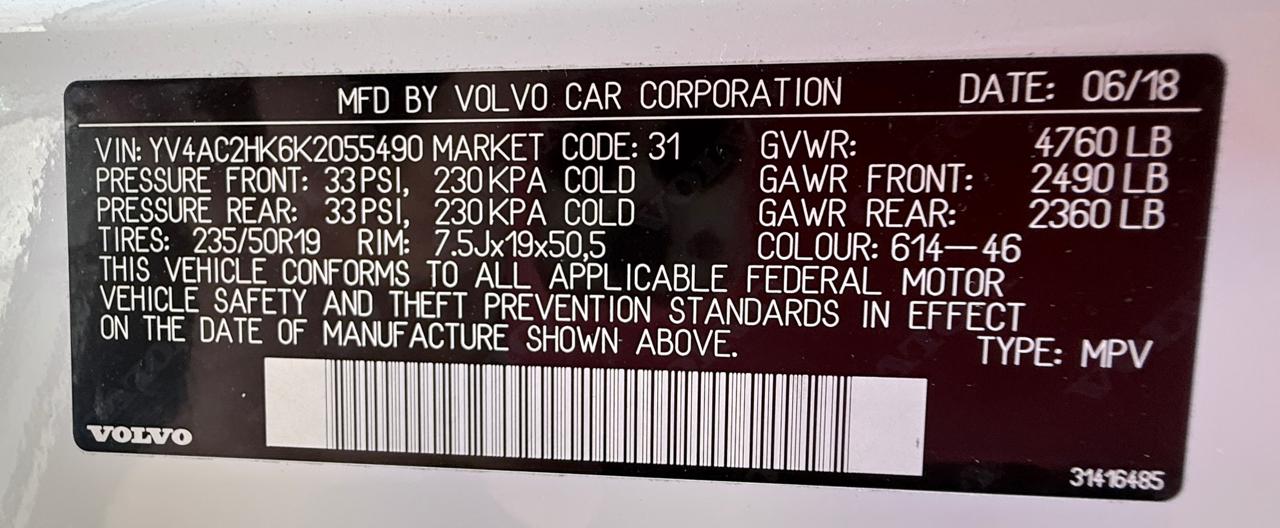 MFD BY VOLVO CAR CORPORATION DATE: 06/18
VIN: YV4AC2HK6K2055490 MARKET CODE: 31 GVWR: 4760 LB
PRESSURE FRONT: 33 PSI, 230 KPA COLD GAWR FRONT: 2490 LB
PRESSURE REAR: 33 PSI, 230 KPA COLD GAWR REAR: 2360 LB
TIRES: 235/50R19 RIM: 7.5Jx19x50,5 COLOUR: 614-46
THIS VEHICLE CONFORMS TO ALL APPLICABLE FEDERAL MOTOR
VEHICLE SAFETY AND THEFT PREVENTION STANDARDS IN EFFECT
ON THE DATE OF MANUFACTURE SHOWN ABOVE.
TYPE: MPV
VOLVO
31416485